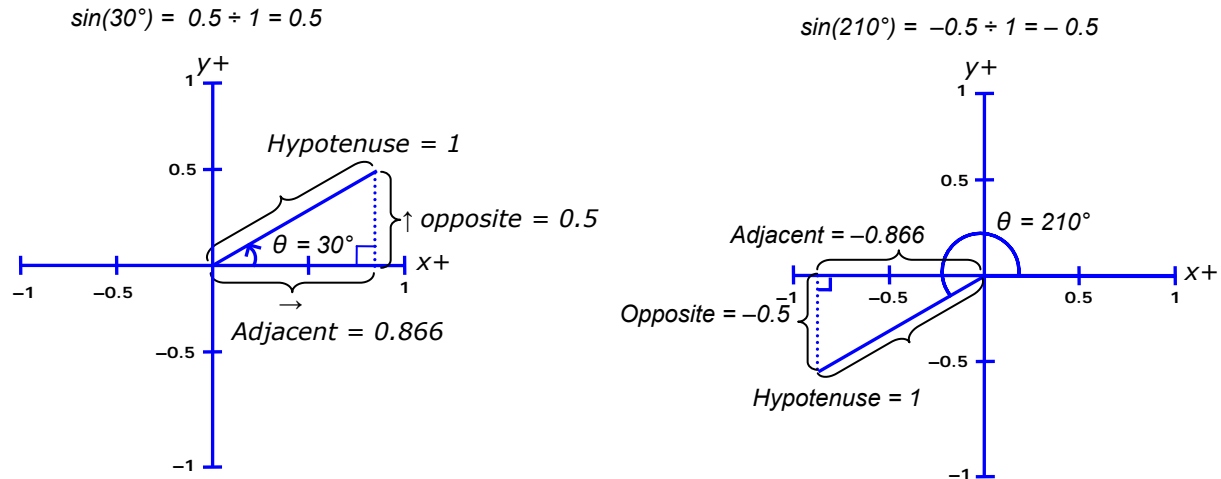 sin(30°) = 0.5 ÷ 1 = 0.5
y+
1
Hypotenuse = 1
0.5
↑ opposite = 0.5
θ = 30°
x+
−1
−0.5
1
→
Adjacent = 0.866
−0.5
−1
sin(210°) = −0.5 ÷ 1 = − 0.5
y+
1
0.5
θ = 210°
Adjacent = −0.866
x+
−1
−0.5
0.5
1
Opposite = −0.5
−0.5
Hypotenuse = 1
−1